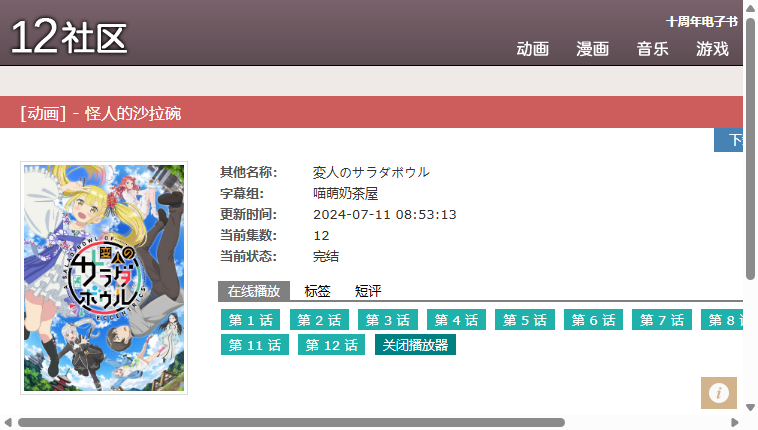 12社区
十周年电子书
动画 漫画 音乐 游戏
[动画] - 怪人的沙拉碗
下
其他名称: 変人のサラダボウル
字幕组: 喵萌奶茶屋
更新时间: 2024-07-11 08:53:13
当前集数: 12
当前状态: 完结
在线播放 标签 短评
第 1 话 第 2 话 第 3 话 第 4 话 第 5 话 第 6 话 第 7 话 第 8
第 11 话 第 12 话 关闭播放器
変人の
サラダ
ボウル
SALAD BOWL OF
ECCENTRICS
i